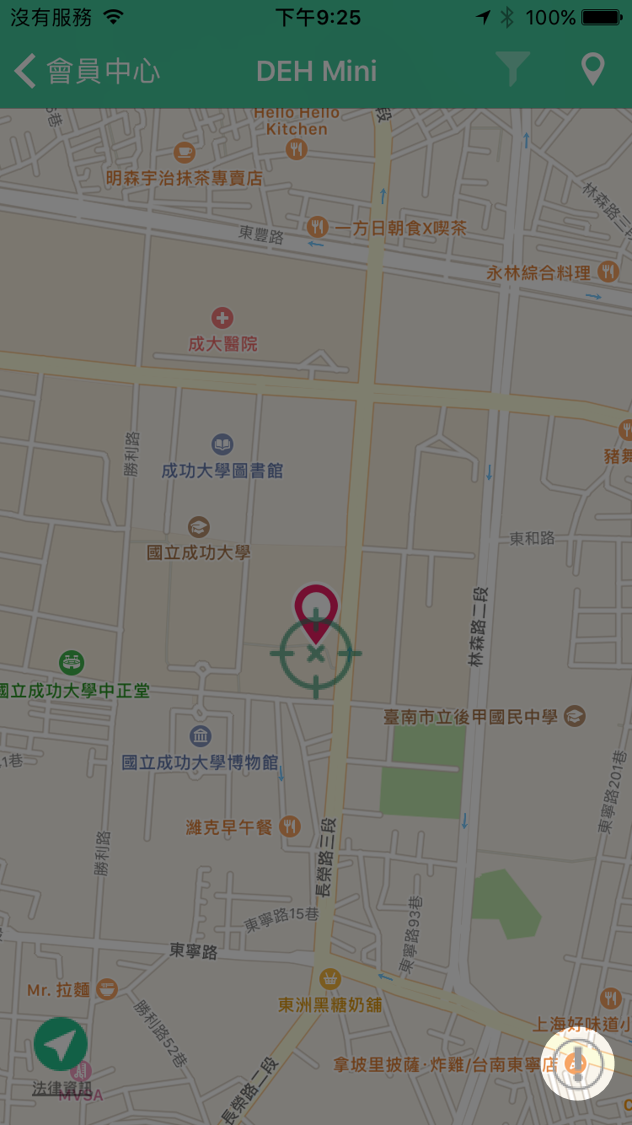 沒有服務 下午9:25 100%
會員中心 DEH Mini
Hello Hello
Kitchen
段
明森宇治抹茶專賣店
林森路三段
一方日朝食X喫茶
東豐路
永林綜合料理
成大醫院
勝利路
豬舞
成功大學圖書館
東和路
國立成功大學
林森路二段
國立成功大學中正堂
臺南市立後甲國民中學
國立成功大學博物館
東寧路201巷
濰克早午餐
長榮路三段
勝利路
東寧路15巷
東寧路93巷
東寧路
Mr. 拉麵
東洲黑糖奶舖
勝利路52巷
上海好味道小
拿坡里披薩·炸雞/台南東寧店
法律資訊
MVSA
長榮路二段